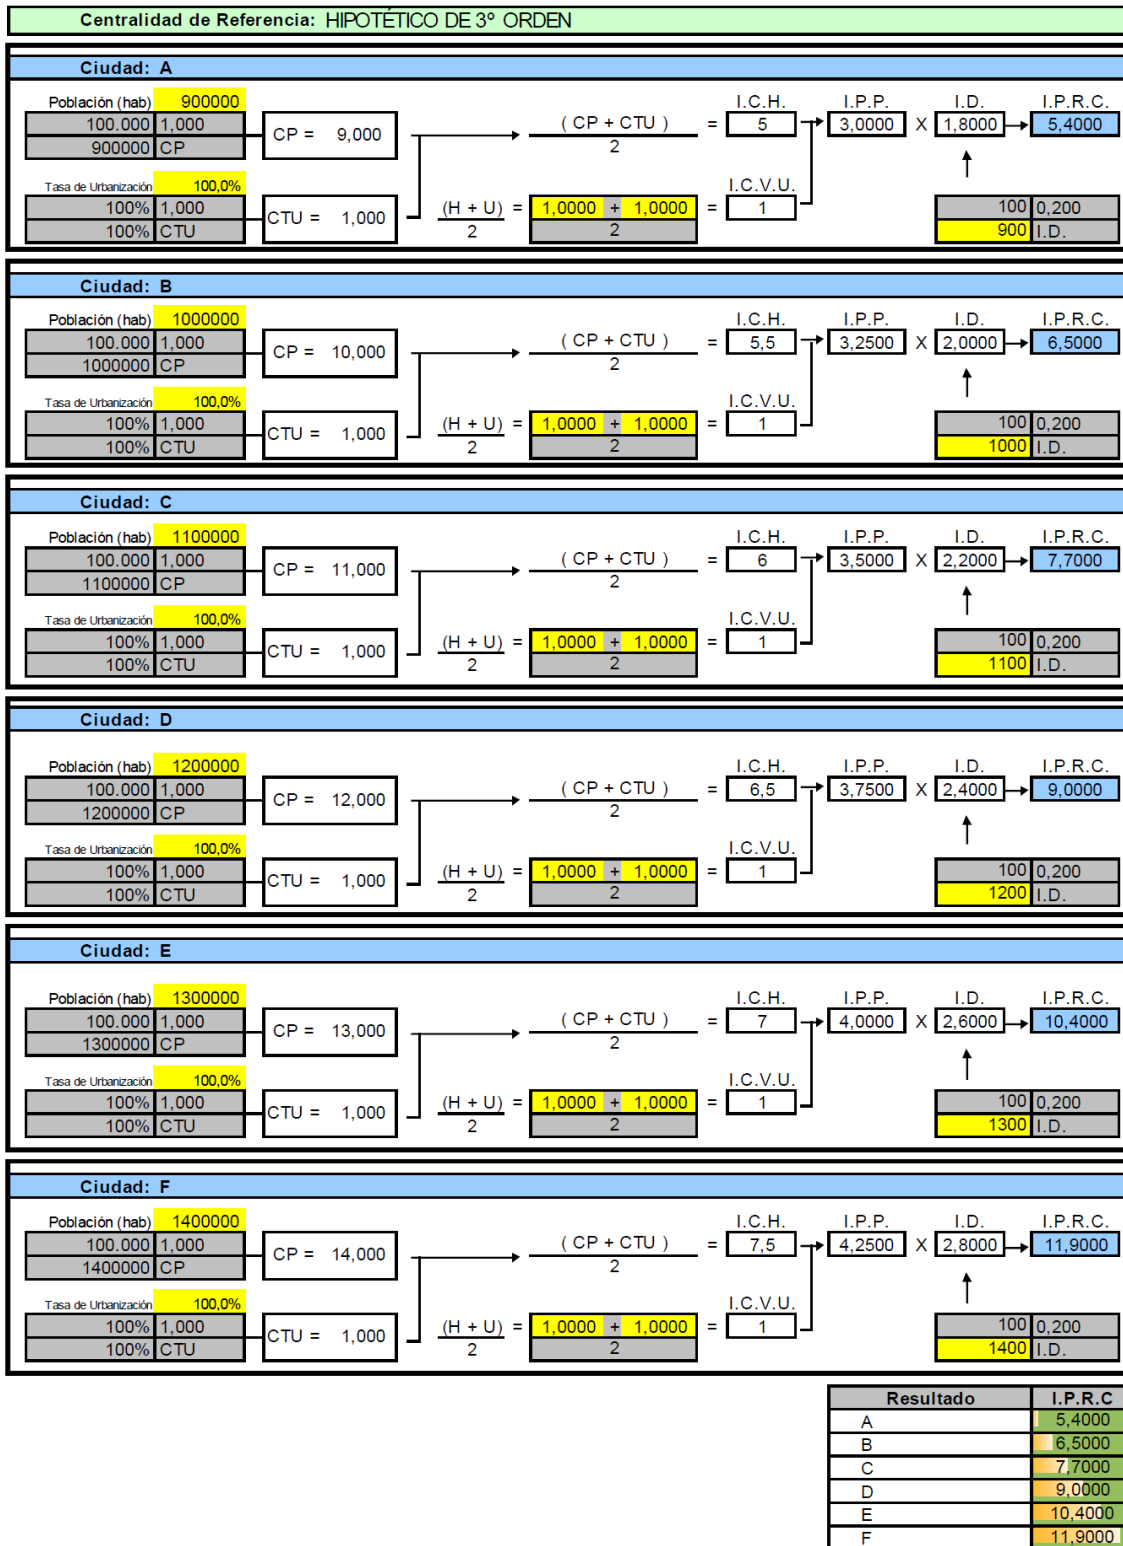 Centralidad de Referencia: HIPOTÉTICO DE 3º ORDEN
Ciudad: A
Población (hab) 900000 I.C.H. I.P.P. I.D. I.P.R.C.
100.000 1,000 CP = 9,000 ( CP + CTU ) = 5 3,0000 X 1,8000 5,4000
900000 CP 2
Tasa de Urbanización 100,0% I.C.V.U.
100% 1,000 CTU = 1,000 (H + U) = 1,0000 + 1,0000 = 1 100 0,200
100% CTU 2 2 900 I.D.
Ciudad: B
Población (hab) 1000000 I.C.H. I.P.P. I.D. I.P.R.C.
100.000 1,000 CP = 10,000 ( CP + CTU ) = 5,5 3,2500 X 2,0000 6,5000
1000000 CP 2
Tasa de Urbanización 100,0% I.C.V.U.
100% 1,000 CTU = 1,000 (H + U) = 1,0000 + 1,0000 = 1 100 0,200
100% CTU 2 2 1000 I.D.
Ciudad: C
Población (hab) 1100000 I.C.H. I.P.P. I.D. I.P.R.C.
100.000 1,000 CP = 11,000 ( CP + CTU ) = 6 3,5000 X 2,2000 7,7000
1100000 CP 2
Tasa de Urbanización 100,0% I.C.V.U.
100% 1,000 CTU = 1,000 (H + U) = 1,0000 + 1,0000 = 1 100 0,200
100% CTU 2 2 1100 I.D.
Ciudad: D
Población (hab) 1200000 I.C.H. I.P.P. I.D. I.P.R.C.
100.000 1,000 CP = 12,000 ( CP + CTU ) = 6,5 3,7500 X 2,4000 9,0000
1200000 CP 2
Tasa de Urbanización 100,0% I.C.V.U.
100% 1,000 CTU = 1,000 (H + U) = 1,0000 + 1,0000 = 1 100 0,200
100% CTU 2 2 1200 I.D.
Ciudad: E
Población (hab) 1300000 I.C.H. I.P.P. I.D. I.P.R.C.
100.000 1,000 CP = 13,000 ( CP + CTU ) = 7 4,0000 X 2,6000 10,4000
1300000 CP 2
Tasa de Urbanización 100,0% I.C.V.U.
100% 1,000 CTU = 1,000 (H + U) = 1,0000 + 1,0000 = 1 100 0,200
100% CTU 2 2 1300 I.D.
Ciudad: F
Población (hab) 1400000 I.C.H. I.P.P. I.D. I.P.R.C.
100.000 1,000 CP = 14,000 ( CP + CTU ) = 7,5 4,2500 X 2,8000 11,9000
1400000 CP 2
Tasa de Urbanización 100,0% I.C.V.U.
100% 1,000 CTU = 1,000 (H + U) = 1,0000 + 1,0000 = 1 100 0,200
100% CTU 2 2 1400 I.D.
Resultado I.P.R.C
A 5,4000
B 6,5000
C 7,7000
D 9,0000
E 10,4000
F 11,9000